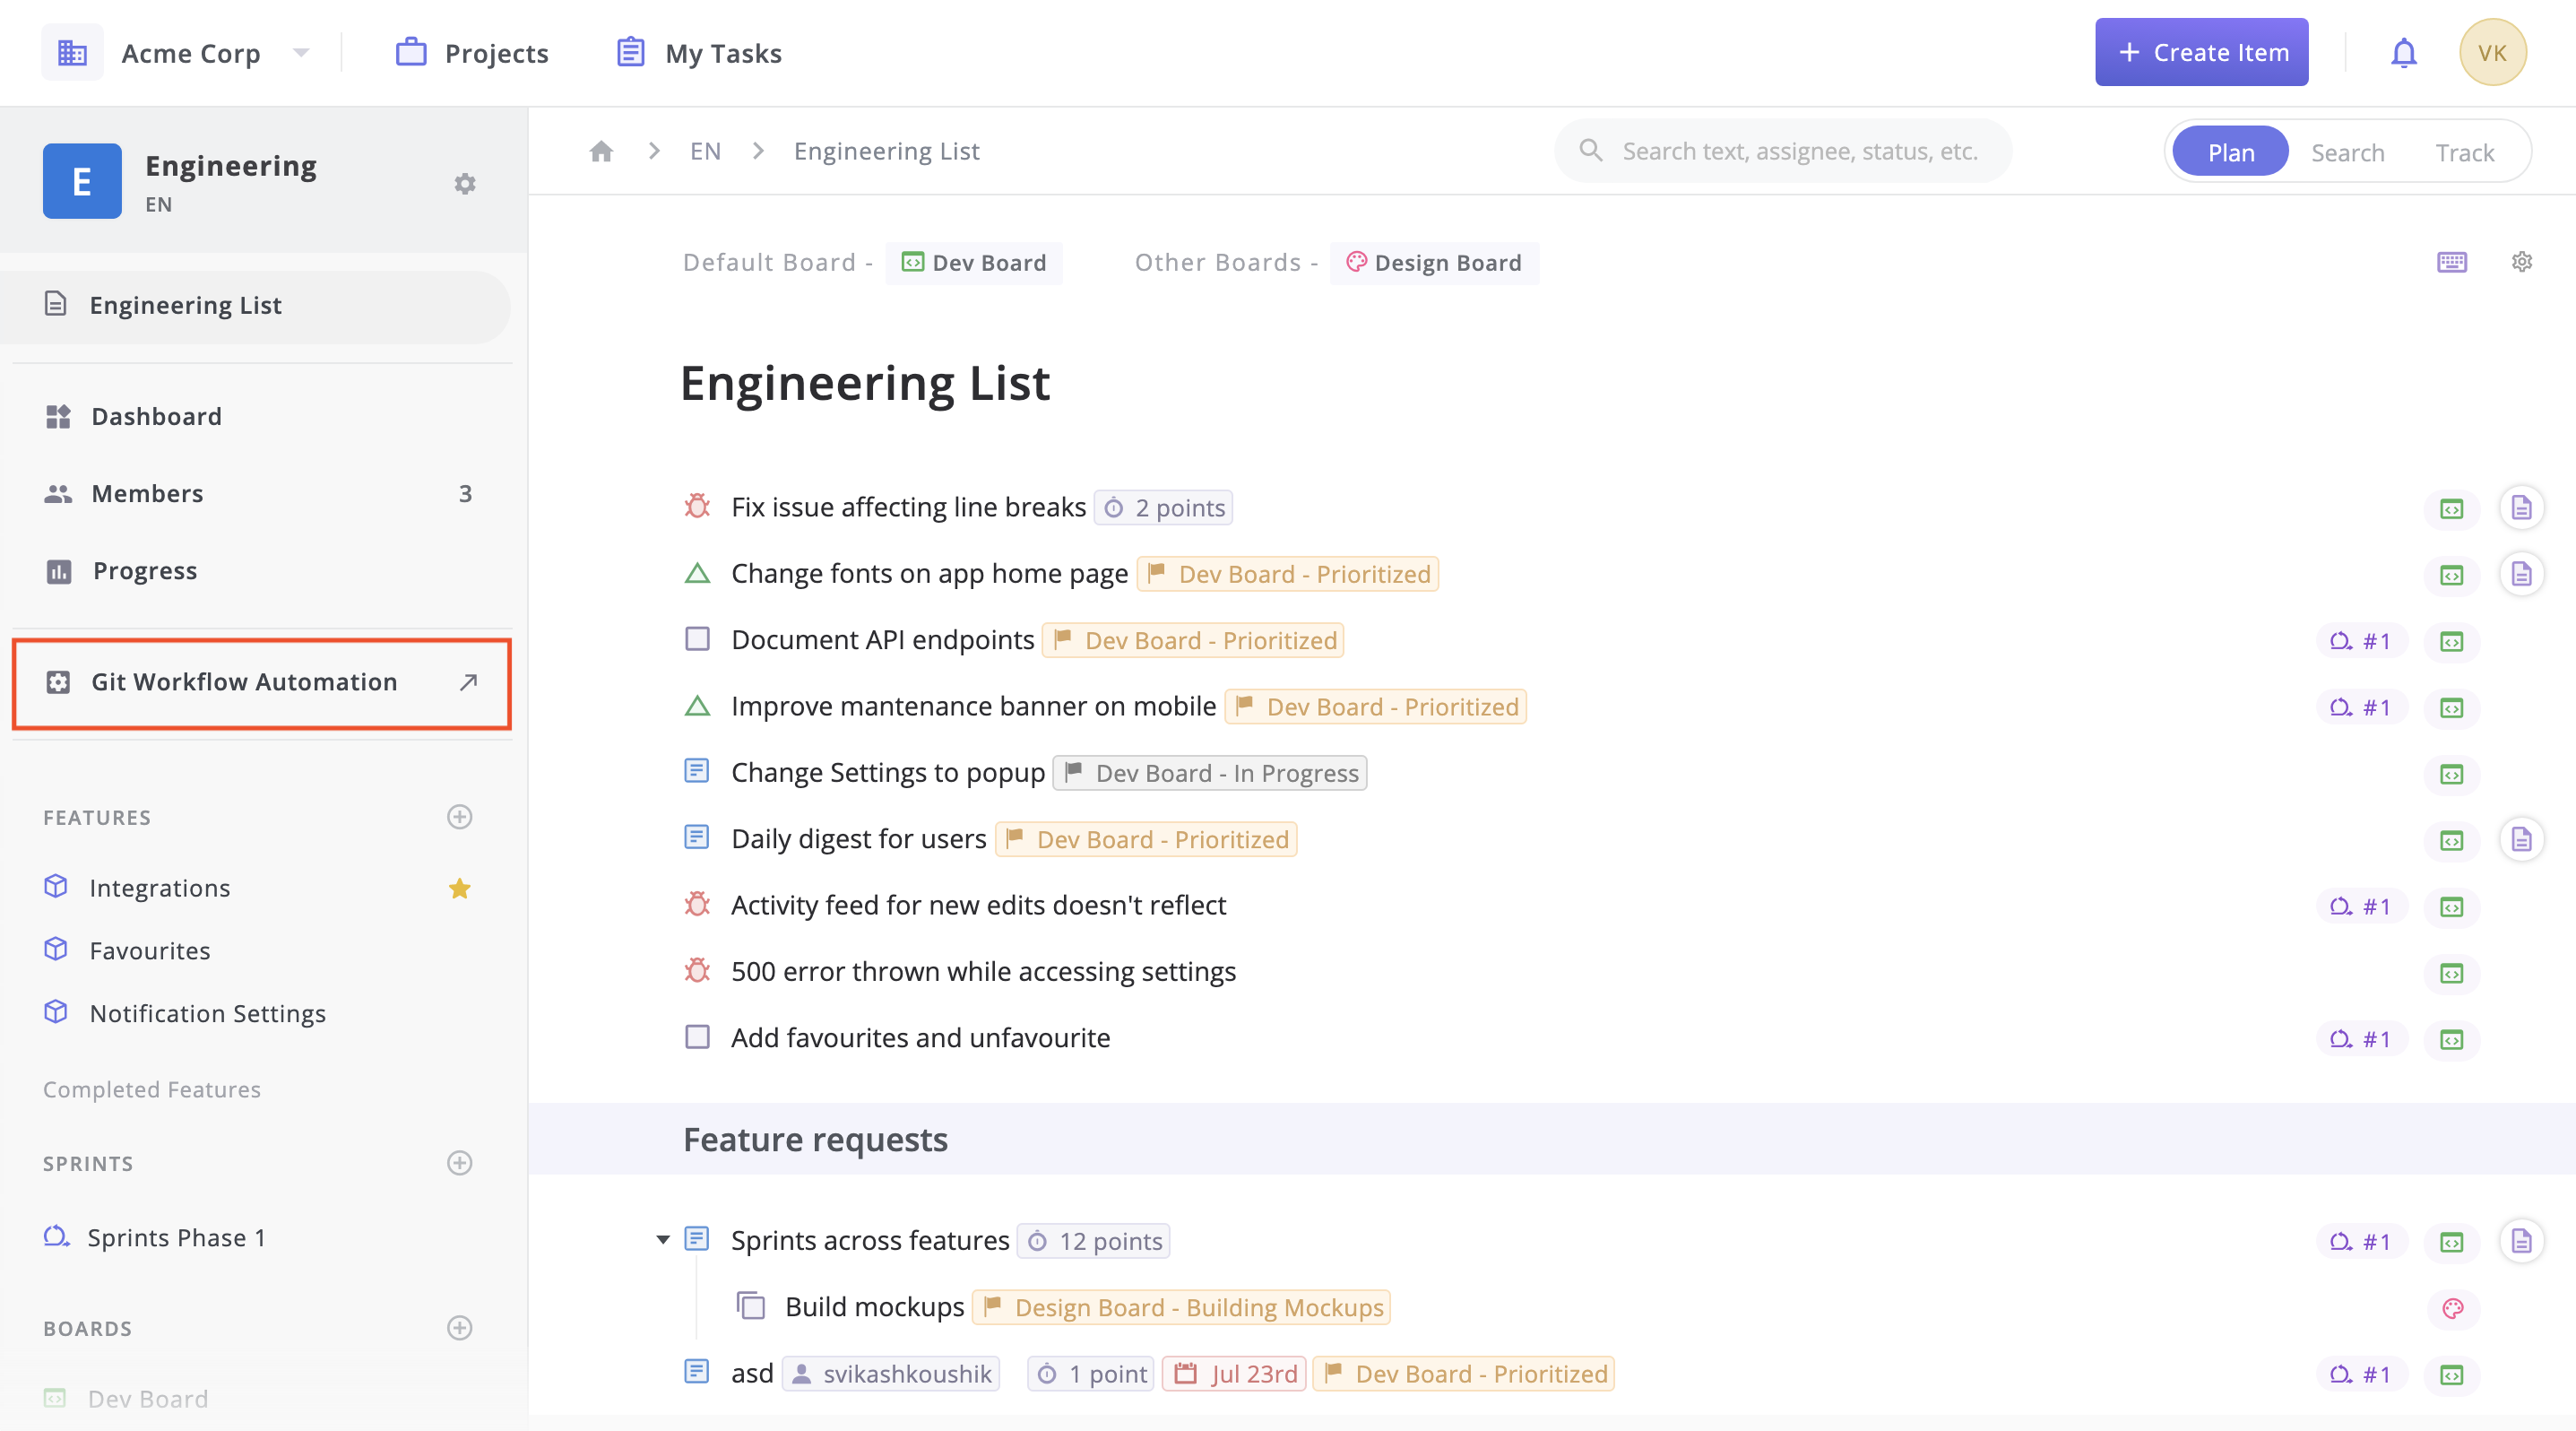 Acme Corp
Projects
My Tasks
+ Create Item
VK
E
Engineering
EN
Engineering List
Dashboard
Members 3
Progress
Git Workflow Automation
FEATURES
Integrations
Favourites
Notification Settings
Completed Features
SPRINTS
Sprints Phase 1
BOARDS
Dev Board
EN
Engineering List
Search text, assignee, status, etc.
Plan
Search
Track
Default Board - Dev Board
Other Boards - Design Board
Engineering List
Fix issue affecting line breaks 2 points
Change fonts on app home page Dev Board - Prioritized
Document API endpoints Dev Board - Prioritized #1
Improve mantenance banner on mobile Dev Board - Prioritized #1
Change Settings to popup Dev Board - In Progress
Daily digest for users Dev Board - Prioritized
Activity feed for new edits doesn't reflect #1
500 error thrown while accessing settings
Add favourites and unfavourite #1
Feature requests
Sprints across features 12 points #1
Build mockups Design Board - Building Mockups
asd svikashkoushik 1 point Jul 23rd Dev Board - Prioritized #1